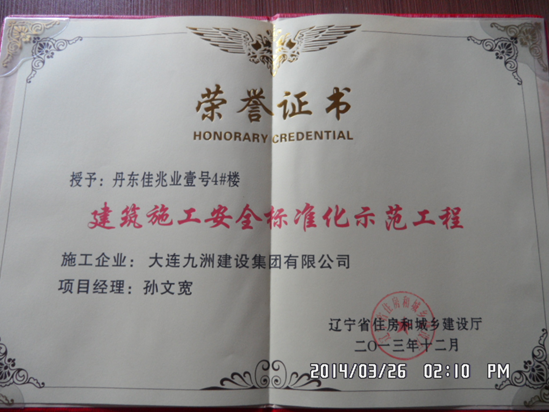 荣誉证书
HONORARY CREDENTIAL
授予：丹东佳兆业壹号4#楼
建筑施工安全标准化示范工程
施工企业：大连九洲建设集团有限公司
项目经理：孙文宽
辽宁省住房和城乡建设厅
二〇一三年十二月
2014/03/26 02:10 PM